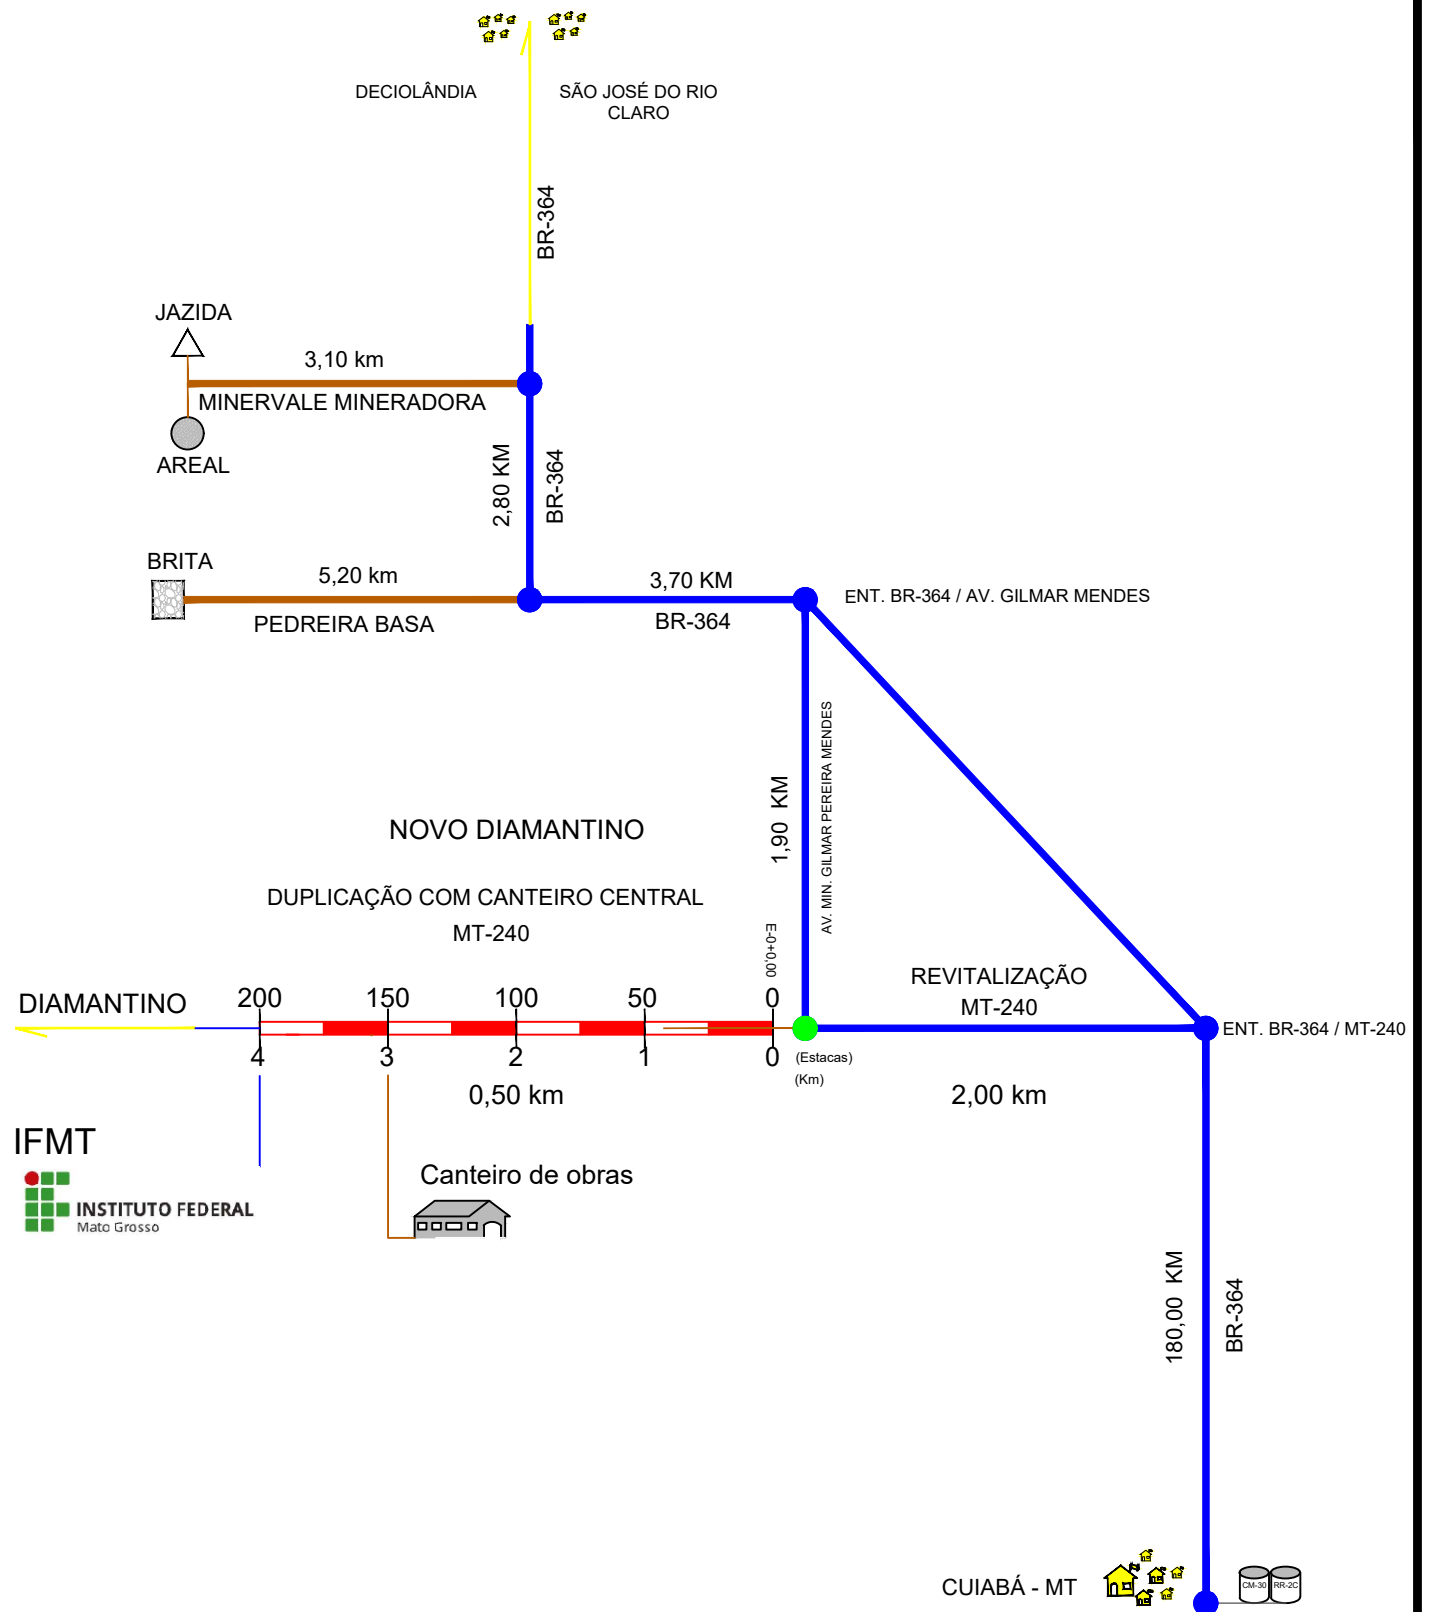 DECIOLÂNDIA
SÃO JOSÉ DO RIO
CLARO
BR-364
JAZIDA
3,10 km
MINERVALE MINERADORA
AREAL
2,80 KM
BR-364
BRITA
5,20 km
PEDREIRA BASA
3,70 KM
BR-364
ENT. BR-364 / AV. GILMAR MENDES
1,90 KM
AV. MIN. GILMAR PEREIRA MENDES
NOVO DIAMANTINO
DUPLICAÇÃO COM CANTEIRO CENTRAL
MT-240
E-0+0,00
REVITALIZAÇÃO
MT-240
DIAMANTINO
200 150 100 50 0
ENT. BR-364 / MT-240
4 3 2 1 0
(Estacas)
(Km)
0,50 km
2,00 km
IFMT
INSTITUTO FEDERAL
Mato Grosso
Canteiro de obras
180,00 KM
BR-364
CUIABÁ - MT
CM-30
RR-2C